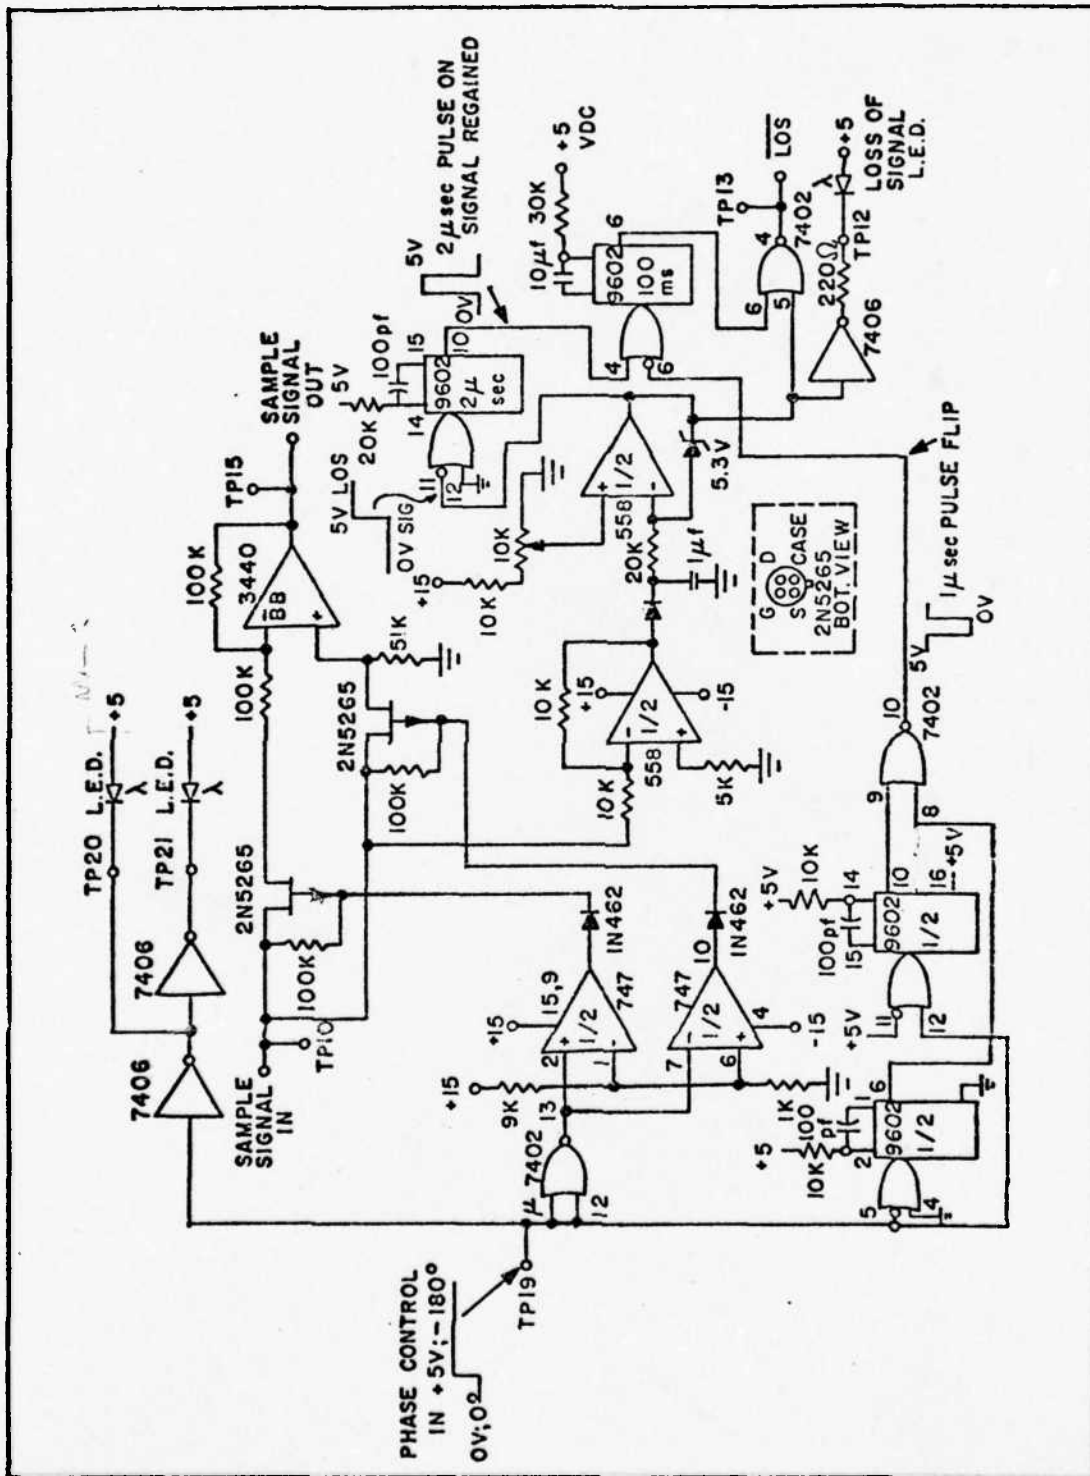 TP20 L.E.D.
+5
TP21 L.E.D.
+5
λ
λ
7406
7406
SAMPLE
SIGNAL
IN
TP10
2N5265
100K
100K
100K
3440
BB
–
+
TP15
SAMPLE
SIGNAL
OUT
2N5265
100K
51K
5V LOS
0V SIG
20K
5V
100pf
14
15
9602
2μ
sec
10
11
12
5V
0V
2μsec PULSE ON
SIGNAL REGAINED
+15
10K
10K
10K
10K
558
1/2
–
+
+15
-15
5K
20K
1μf
558
1/2
+
–
5.3V
10μf
30K
+5
VDC
9602
100
ms
4
6
6
TP13
LOS
4
7402
6
5
7406
220Ω
TP12
λ
+5
LOSS OF
SIGNAL
L.E.D.
G
D
S
CASE
2N5265
BOT. VIEW
PHASE CONTROL
IN +5V;-180°
0V;0°
TP19
μ
7402
12
13
+15
9K
1K
+15
15,9
2
+
1/2
1
–
747
1N462
747
7
–
1/2
6
+
10
4
-15
1N462
+5
10K
100
pf
2
1
9602
1/2
6
5
4
+5V
11
12
+5V
10K
100pf
15
14
9602
1/2
10
16
+5V
9
8
10
7402
5V
0V
1μsec PULSE FLIP